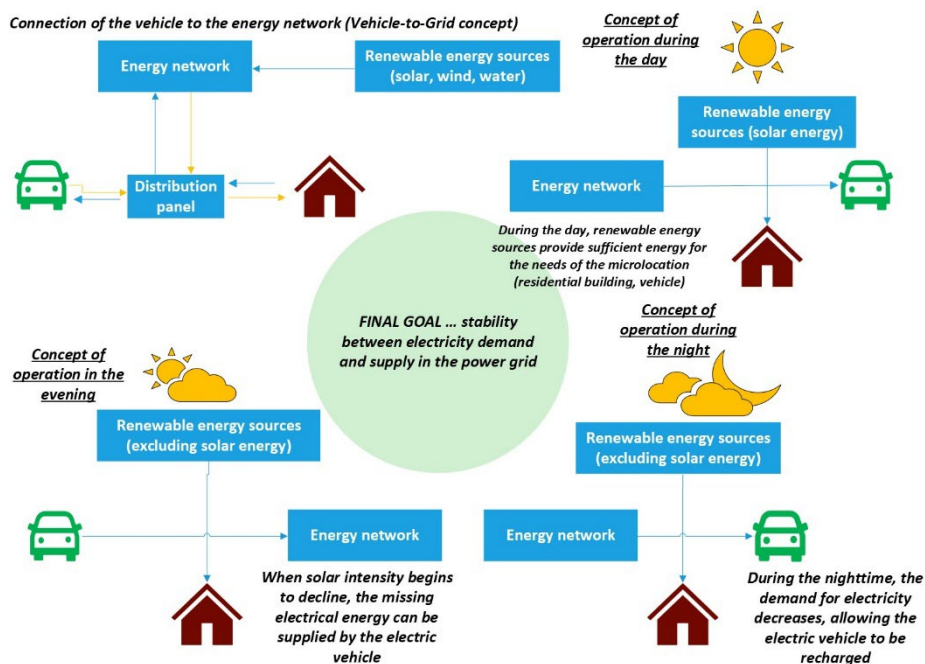 Connection of the vehicle to the energy network (Vehicle-to-Grid concept)
Energy network
Renewable energy sources
(solar, wind, water)
Distribution
panel
Concept of
operation during
the day
Renewable energy
sources (solar energy)
Energy network
During the day, renewable energy
sources provide sufficient energy for
the needs of the microlocation
(residential building, vehicle)
FINAL GOAL ... stability
between electricity demand
and supply in the power grid
Concept of
operation in the
evening
Renewable energy sources
(excluding solar energy)
Energy network
When solar intensity begins
to decline, the missing
electrical energy can be
supplied by the electric
vehicle
Concept of
operation during
the night
Renewable energy sources
(excluding solar energy)
Energy network
During the nighttime, the
demand for electricity
decreases, allowing the
electric vehicle to be
recharged